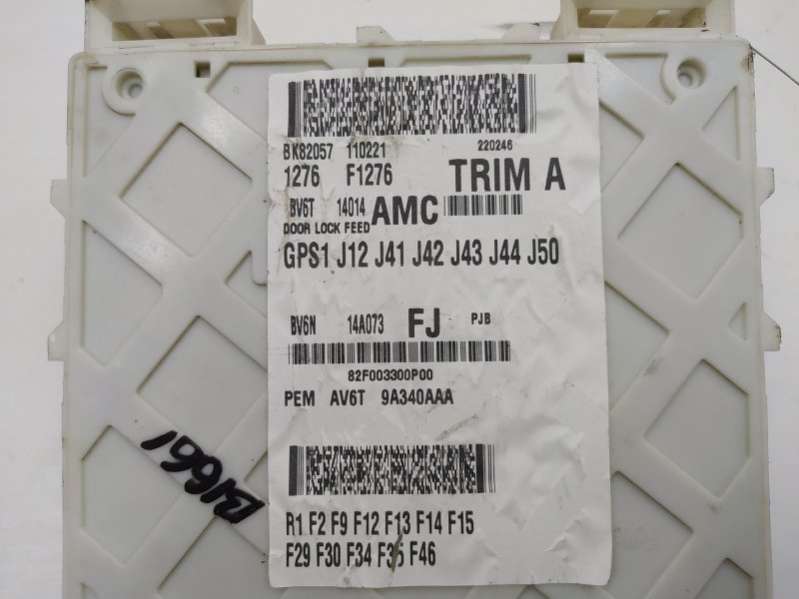 BK82057 110221 220246
1276 F1276 TRIM A
BV6T 14014 AMC
DOOR LOCK FEED
GPS1 J12 J41 J42 J43 J44 J50
BV6N 14A073 FJ PJB
82F003300P00
PEM AV6T 9A340AAA
R1 F2 F9 F12 F13 F14 F15
F29 F30 F34 F36 F46